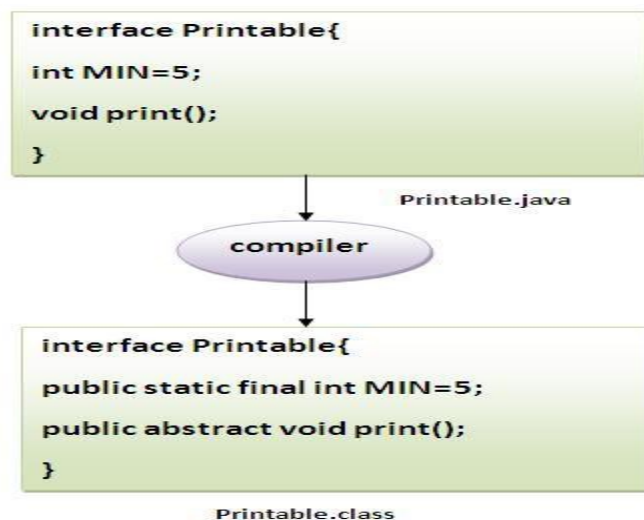 interface Printable{
int MIN=5;
void print();
}
Printable.java
compiler
interface Printable{
public static final int MIN=5;
public abstract void print();
}
Printable.class